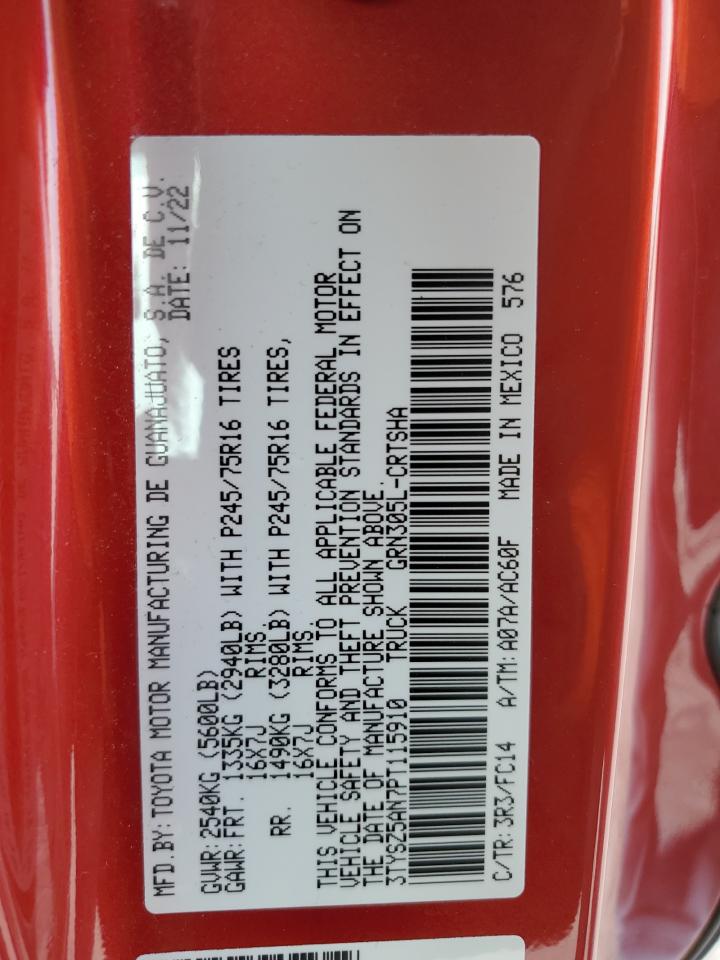 MFD.BY:TOYOTA MOTOR MANUFACTURING DE GUANAJUATO, S.A. DE C.V.
DATE: 11/22
GVWR:2540KG (5600LB)
GAWR:FRT. 1335KG (2940LB) WITH P245/75R16 TIRES
16X7J RIMS.
RR. 1490KG (3280LB) WITH P245/75R16 TIRES,
16X7J RIMS.
THIS VEHICLE CONFORMS TO ALL APPLICABLE FEDERAL MOTOR
VEHICLE SAFETY AND THEFT PREVENTION STANDARDS IN EFFECT ON
THE DATE OF MANUFACTURE SHOWN ABOVE.
3TYSZ5AN7PT115910 TRUCK GRN305L-CRTSHA
C/TR:3R3/FC14 A/TM:A07A/AC60F MADE IN MEXICO 576